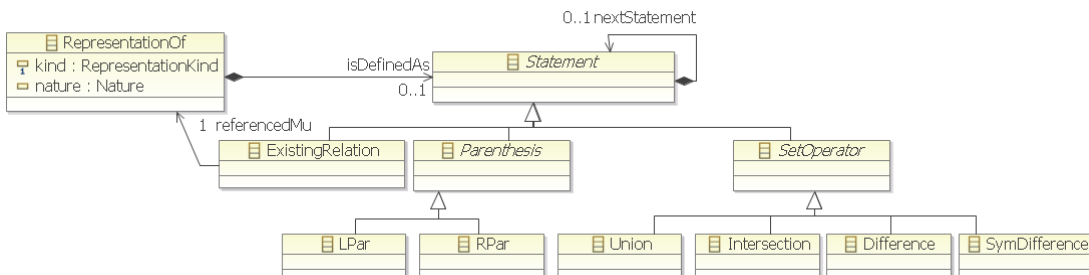 0..1 nextStatement
RepresentationOf
kind : RepresentationKind
nature : Nature
isDefinedAs
0..1
Statement
1 referencedMu
ExistingRelation
Parenthesis
SetOperator
LPar
RPar
Union
Intersection
Difference
SymDifference